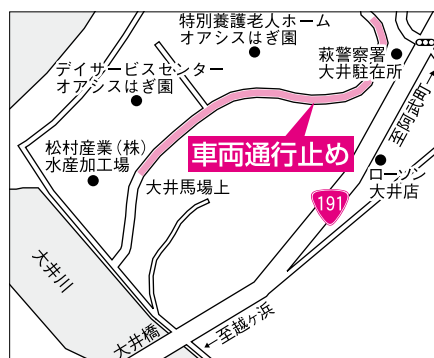 特別養護老人ホーム
オアシスはぎ園
萩警察署
大井駐在所
デイサービスセンター
オアシスはぎ園
至阿武町
松村産業(株)
水産加工場
車両通行止め
ローソン
大井店
大井馬場上
191
大井川
大井橋
至越ヶ浜